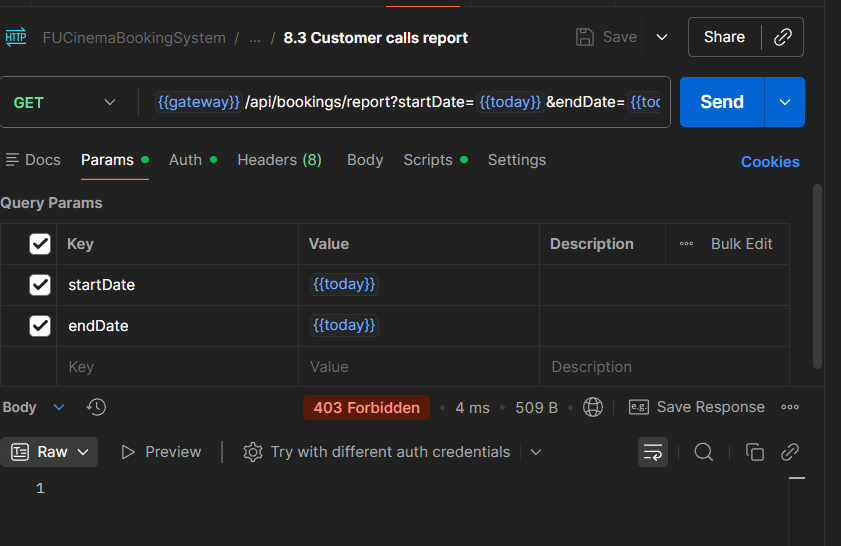 HTTP FUCinemaBookingSystem / ... / 8.3 Customer calls report Save Share
GET {{gateway}}/api/bookings/report?startDate={{today}}&endDate={{too Send
Docs Params Auth Headers (8) Body Scripts Settings Cookies
Query Params
Key Value Description Bulk Edit
startDate {{today}}
endDate {{today}}
Key Value Description
Body 403 Forbidden • 4 ms • 509 B • e.g. Save Response
Raw Preview Try with different auth credentials
1